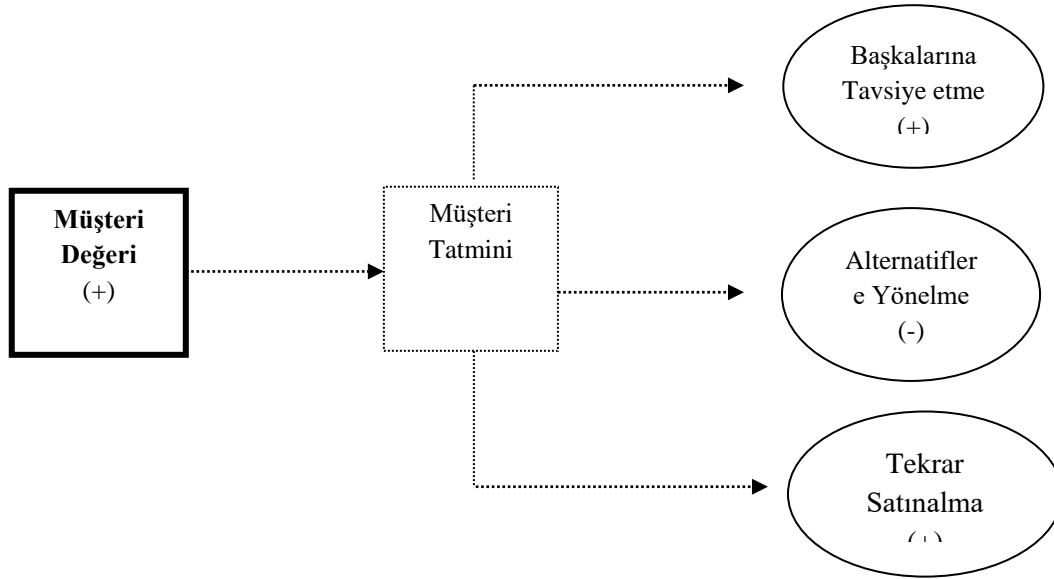 Başkalarına
Tavsiye etme
(+)
Müşteri
Değeri
(+)
Müşteri
Tatmini
Alternatifler
e Yönelme
(-)
Tekrar
Satınalma
(+)